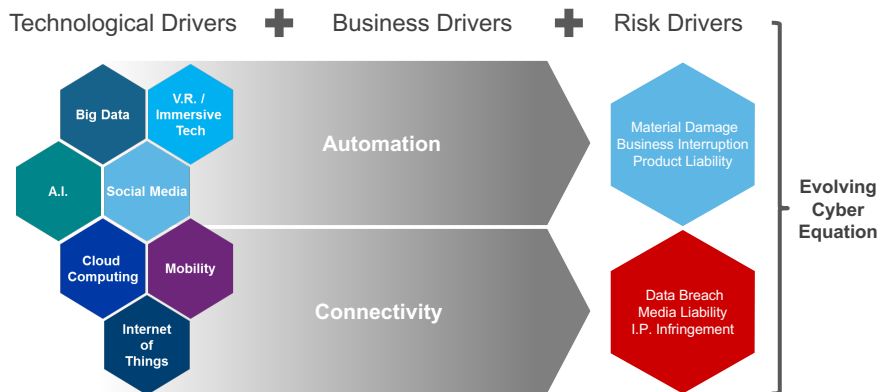 Technological Drivers + Business Drivers + Risk Drivers
Big Data
V.R. /
Immersive
Tech
A.I.
Social Media
Cloud
Computing
Mobility
Internet
of
Things
Automation
Connectivity
Material Damage
Business Interruption
Product Liability
Data Breach
Media Liability
I.P. Infringement
Evolving
Cyber
Equation